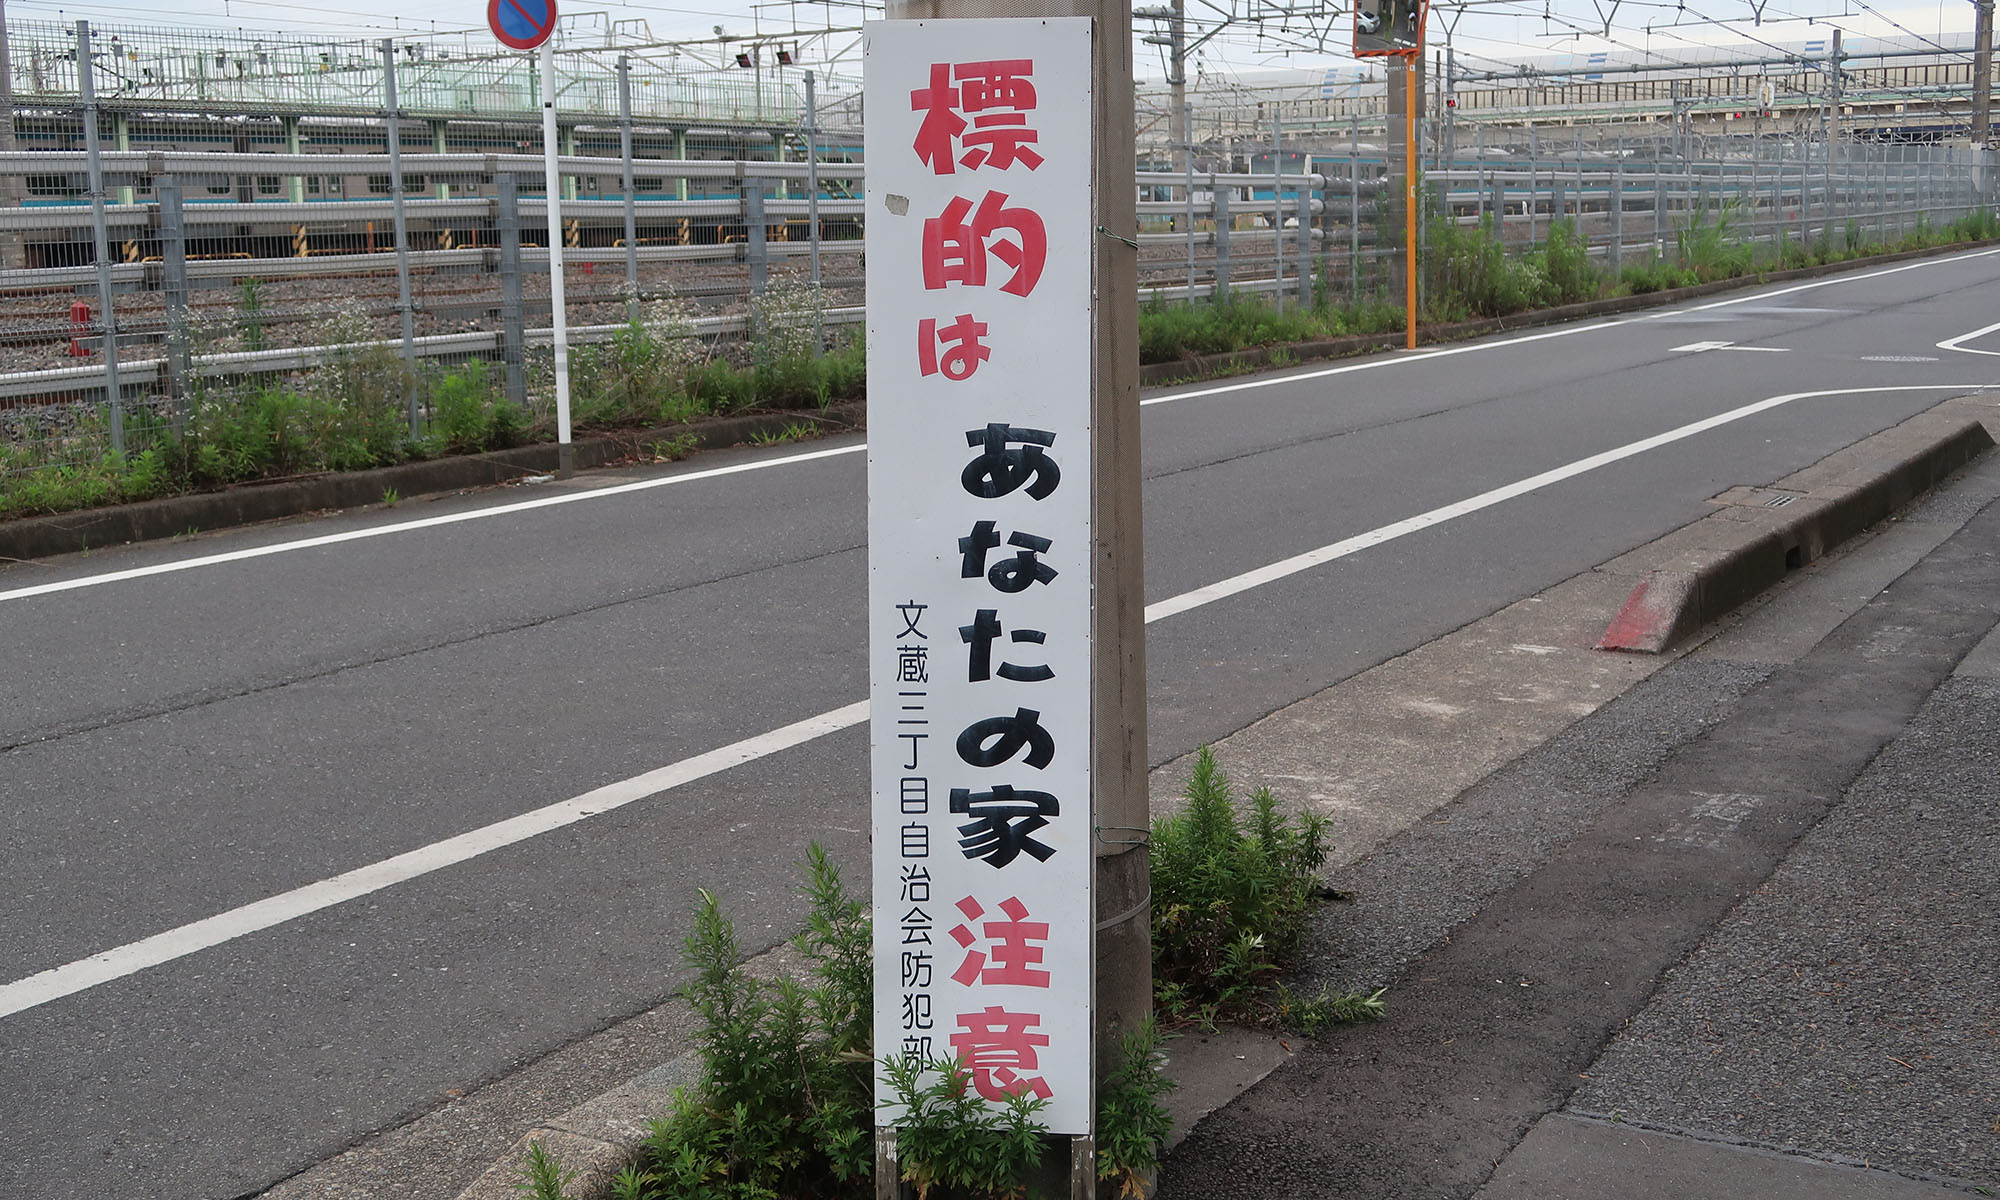 標的は
あなたの家 注意
文蔵三丁目自治会防犯部